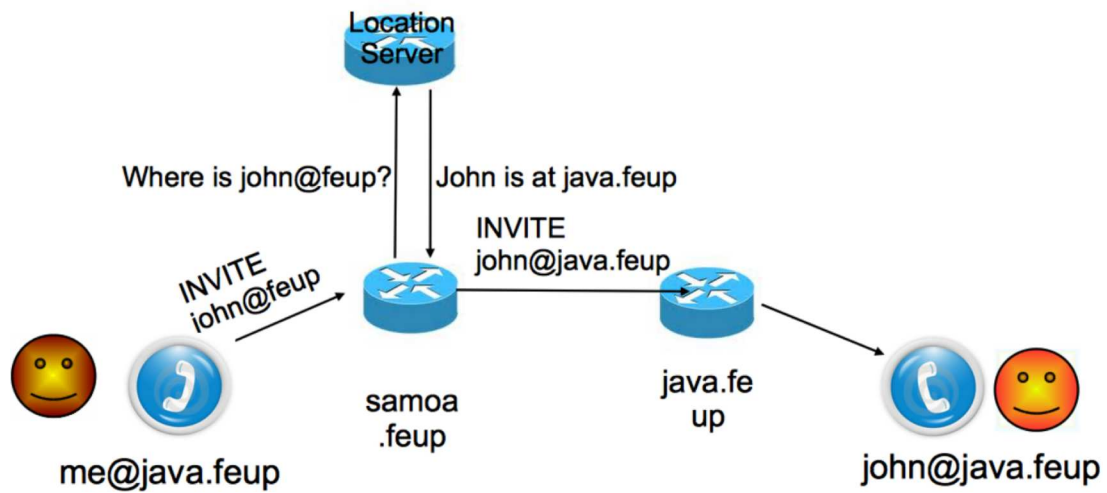 Location
Server
Where is john@feup?
John is at java.feup
INVITE
john@java.feup
INVITE
john@feup
samoa
.feup
java.fe
up
me@java.feup
john@java.feup